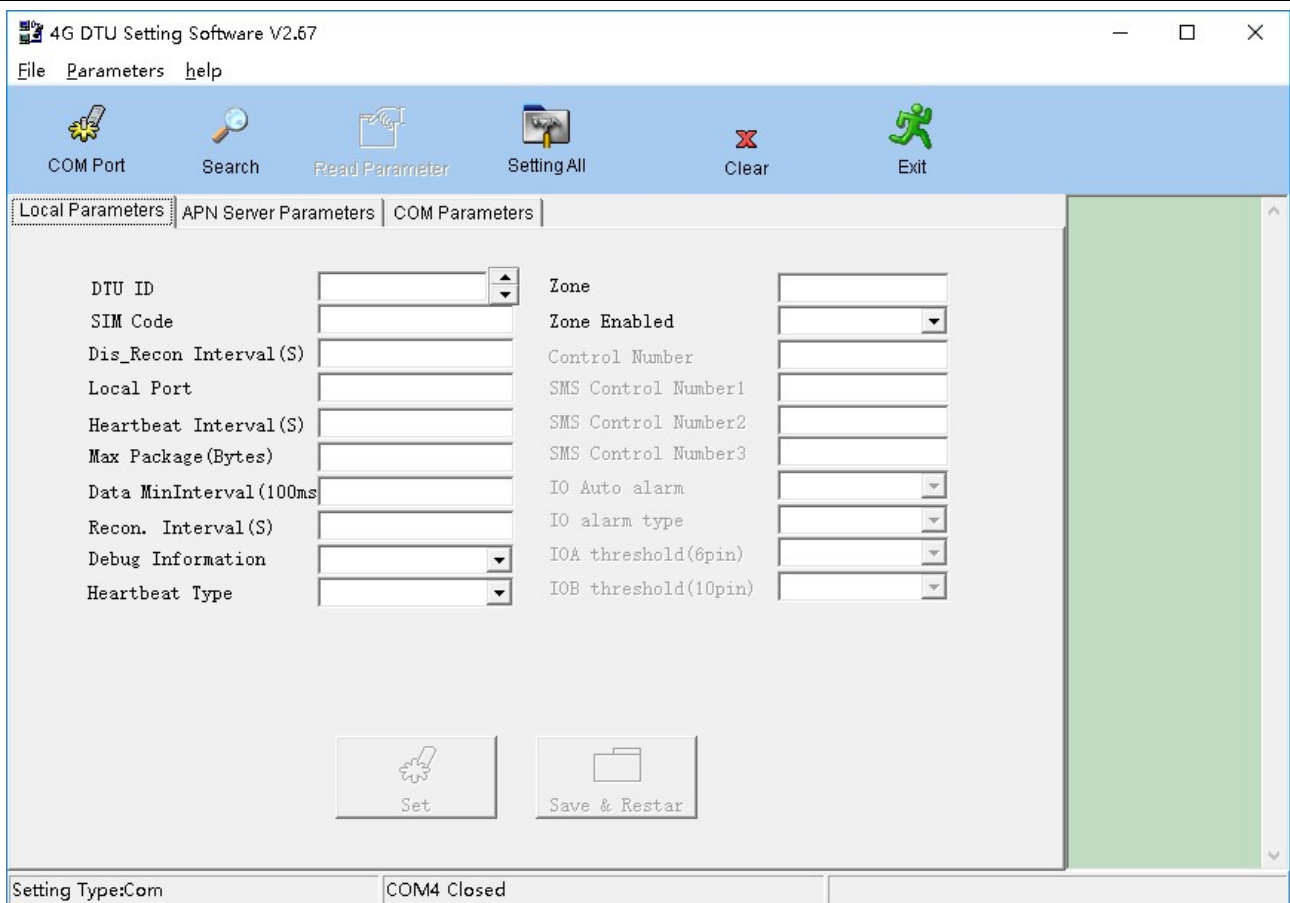 4G DTU Setting Software V2.67
File Parameters help
COM Port Search Read Parameter Setting All Clear Exit
Local Parameters APN Server Parameters COM Parameters
DTU ID Zone
SIM Code Zone Enabled
Dis_Recon Interval(S) Control Number
Local Port SMS Control Number1
Heartbeat Interval(S) SMS Control Number2
Max Package(Bytes) SMS Control Number3
Data MinInterval(100ms IO Auto alarm
Recon. Interval(S) IO alarm type
Debug Information IOA threshold(6pin)
Heartbeat Type IOB threshold(10pin)
Set Save & Restar
Setting Type:Com COM4 Closed